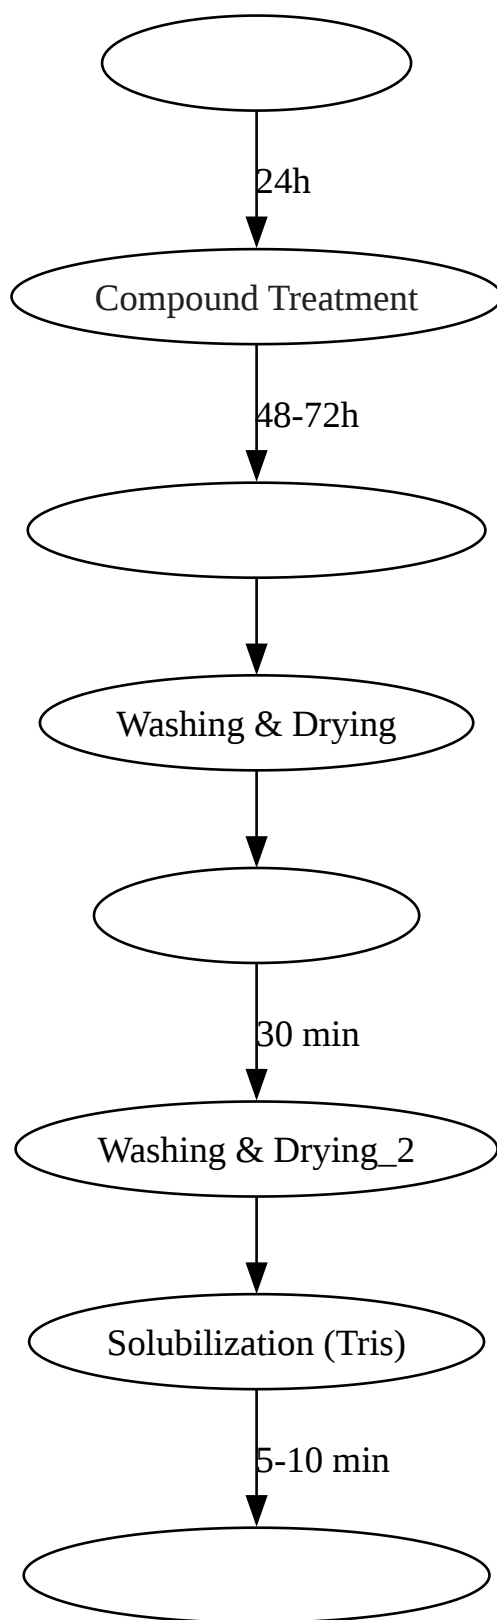 24h
Compound Treatment
48-72h
Washing & Drying
30 min
Washing & Drying_2
Solubilization (Tris)
5-10 min